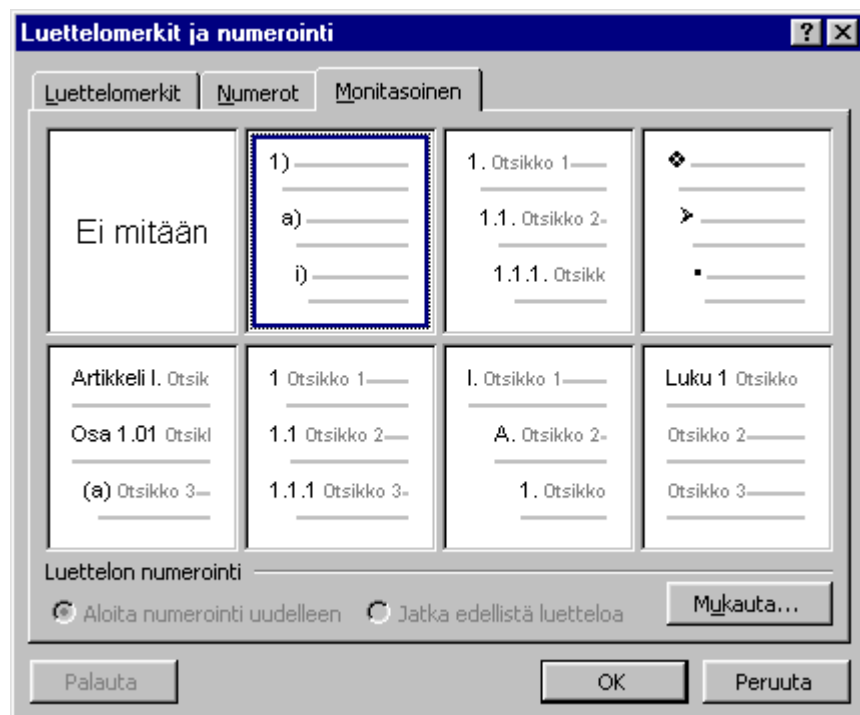 Luettelomerkit ja numerointi
Luettelomerkit Numerot Monitasoinen
Ei mitään
1)
a)
i)
1. Otsikko 1
1.1. Otsikko 2
1.1.1. Otsikk
Artikkeli I. Otsik
Osa 1.01 Otsikl
(a) Otsikko 3
1 Otsikko 1
1.1 Otsikko 2
1.1.1 Otsikko 3
I. Otsikko 1
A. Otsikko 2
1. Otsikko
Luku 1 Otsikko
Otsikko 2
Otsikko 3
Luettelon numerointi
Aloita numerointi uudelleen Jatka edellistä luetteloa Mukauta...
Palauta OK Peruuta